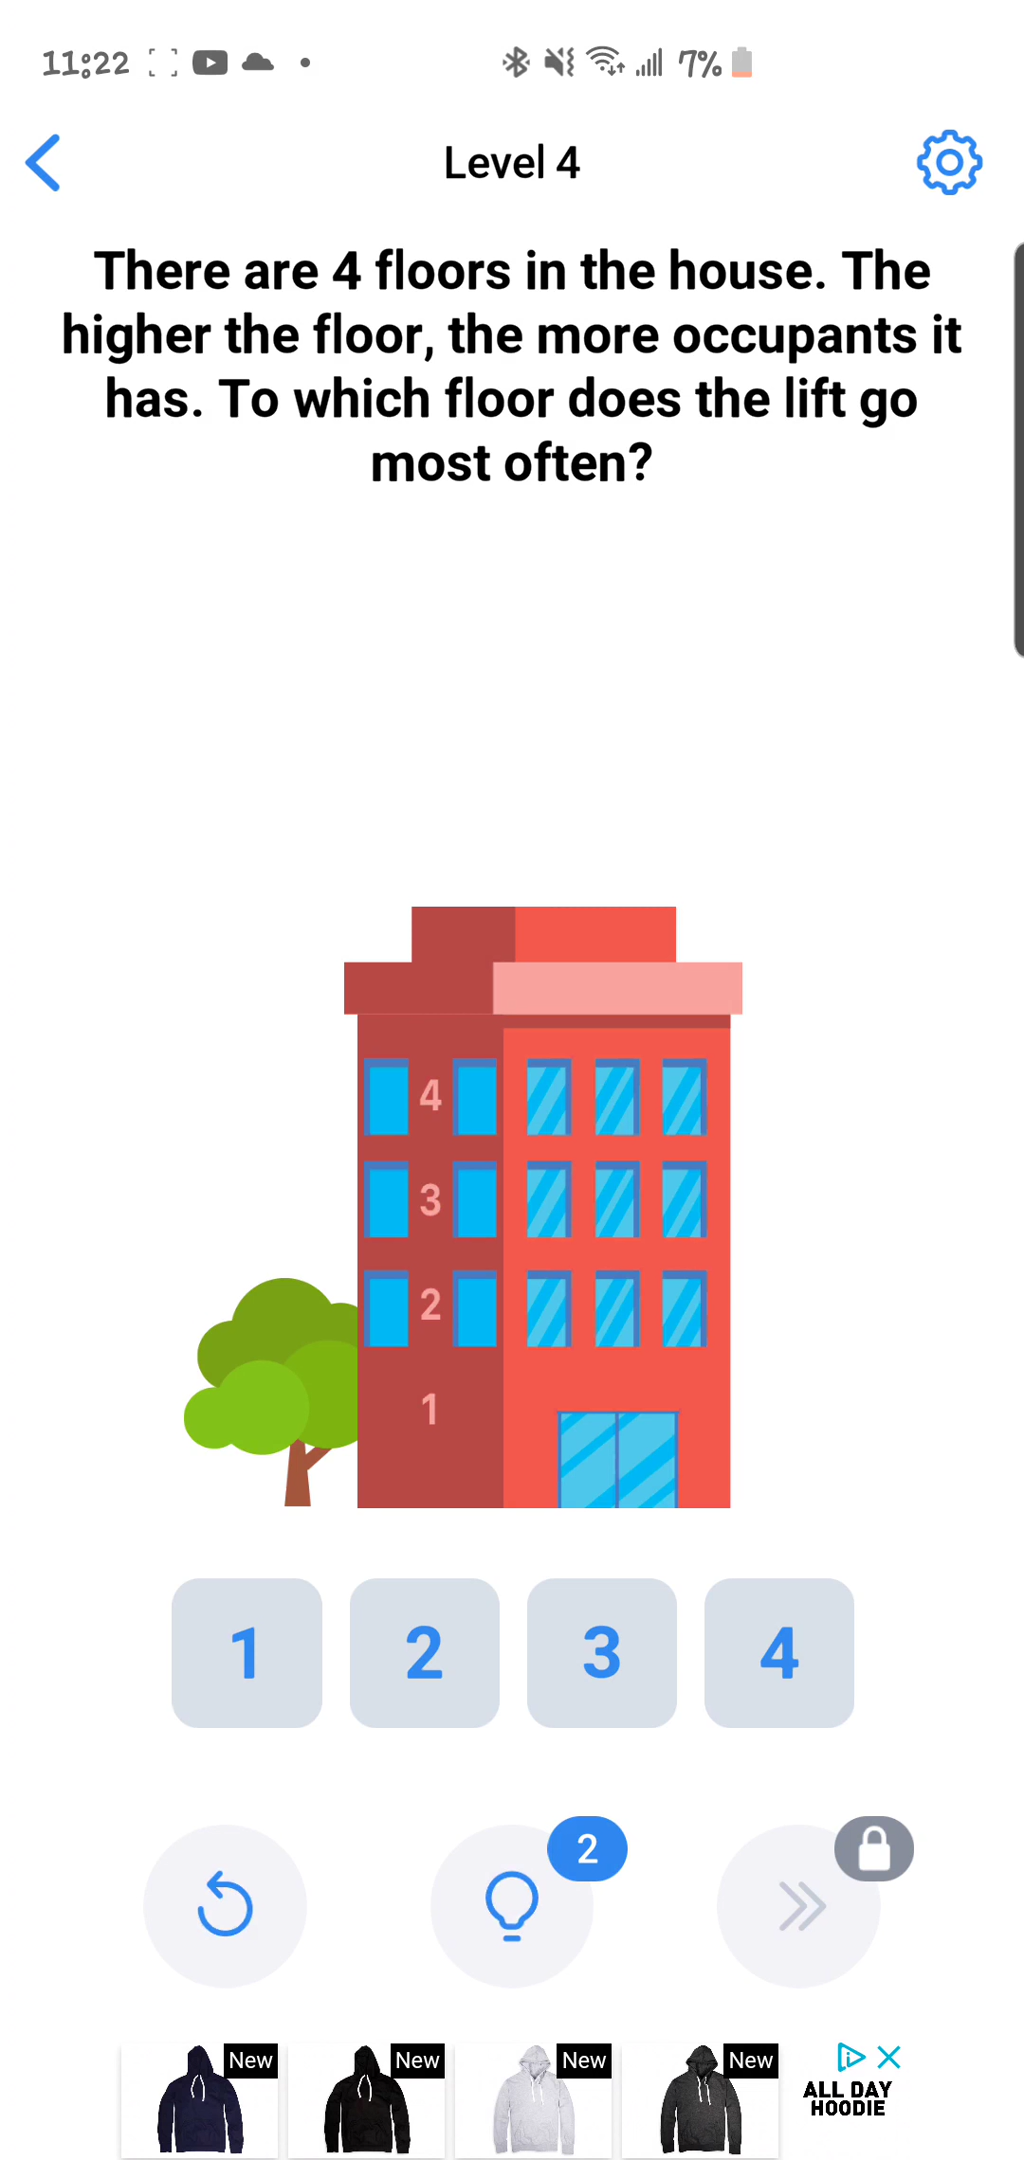 11:22
7%
Level 4
There are 4 floors in the house. The
higher the floor, the more occupants it
has. To which floor does the lift go
most often?
4
3
2
1
1 2 3 4
2
New New New New
ALL DAY
HOODIE